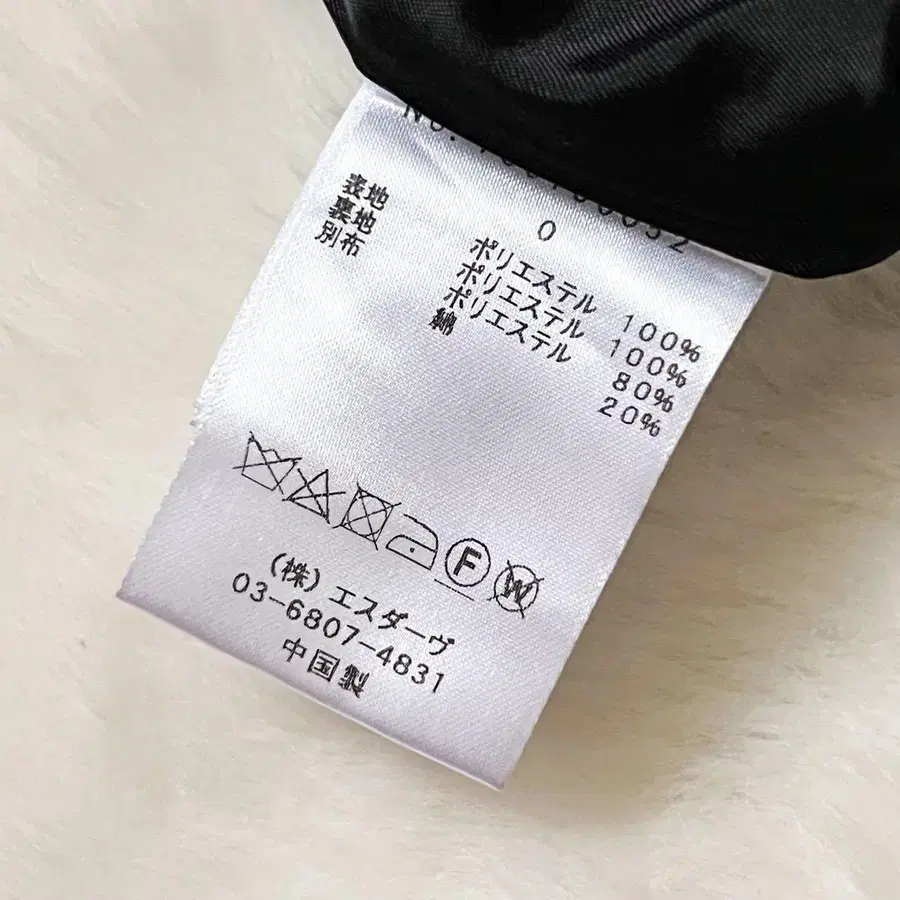 0
表地 ポリエステル 100%
裏地 ポリエステル 100%
別布 ポリエステル 80%
綿 20%
F
W
(株)エスダーヴ
03-6807-4831
中国製